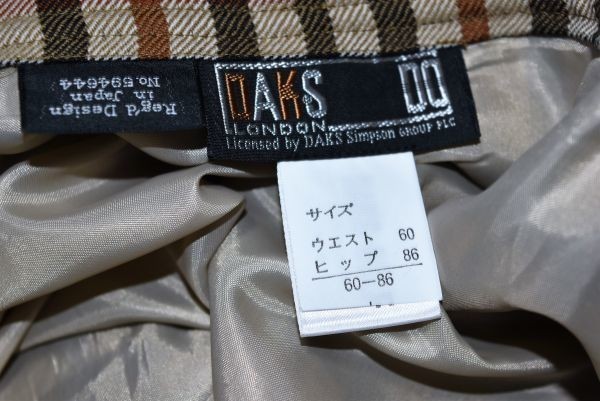 DAKS
LONDON
Licensed by DAKS Simpson GROUP PLC
Reg'd Design
in Japan
No.594644
サイズ
ウエスト 60
ヒップ 86
60-86